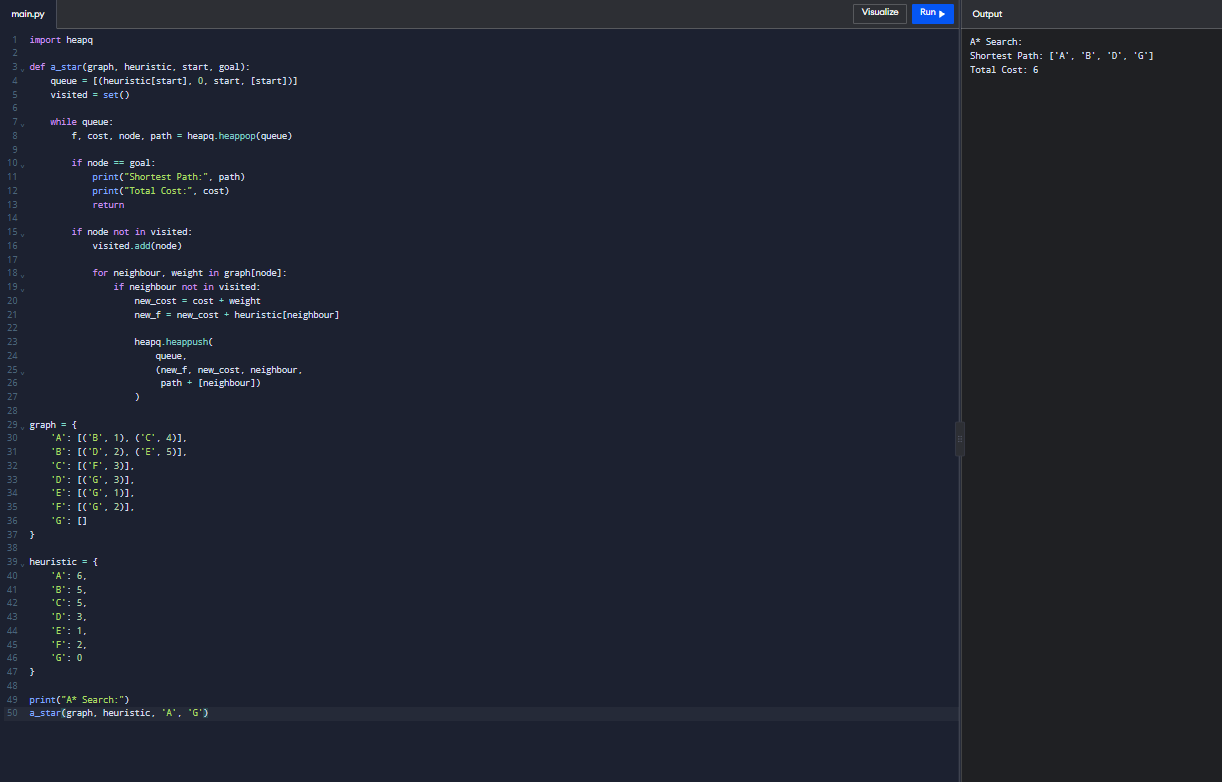 main.py
Visualize
Run
Output
1 import heapq
2
3 def a_star(graph, heuristic, start, goal):
4     queue = [(heuristic[start], 0, start, [start])]
5     visited = set()
6
7     while queue:
8         f, cost, node, path = heapq.heappop(queue)
9
10         if node == goal:
11             print("Shortest Path:", path)
12             print("Total Cost:", cost)
13             return
14
15         if node not in visited:
16             visited.add(node)
17
18             for neighbour, weight in graph[node]:
19                 if neighbour not in visited:
20                     new_cost = cost + weight
21                     new_f = new_cost + heuristic[neighbour]
22
23                     heapq.heappush(
24                         queue,
25                         (new_f, new_cost, neighbour,
26                          path + [neighbour])
27                     )
28
29 graph = {
30     'A': [('B', 1), ('C', 4)],
31     'B': [('D', 2), ('E', 5)],
32     'C': [('F', 3)],
33     'D': [('G', 3)],
34     'E': [('G', 1)],
35     'F': [('G', 2)],
36     'G': []
37 }
38
39 heuristic = {
40     'A': 6,
41     'B': 5,
42     'C': 5,
43     'D': 3,
44     'E': 1,
45     'F': 2,
46     'G': 0
47 }
48
49 print("A* Search:")
50 a_star(graph, heuristic, 'A', 'G')
A* Search:
Shortest Path: ['A', 'B', 'D', 'G']
Total Cost: 6